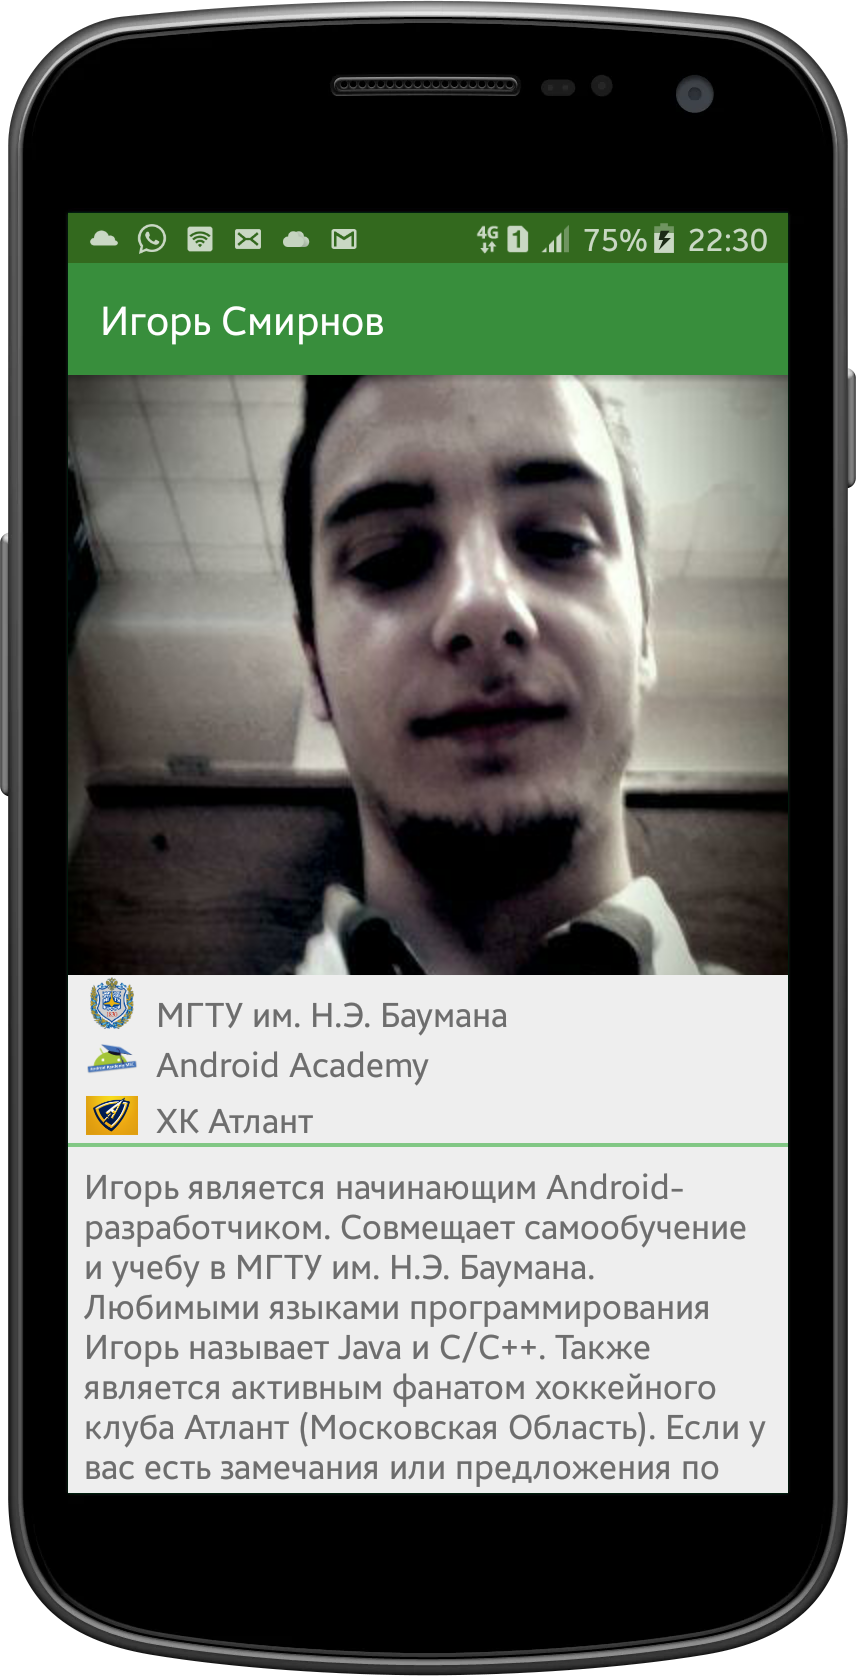 4G 1 75% 22:30
Игорь Смирнов
МГТУ им. Н.Э. Баумана
Android Academy
ХК Атлант
Игорь является начинающим Android-
разработчиком. Совмещает самообучение
и учебу в МГТУ им. Н.Э. Баумана.
Любимыми языками программирования
Игорь называет Java и C/C++. Также
является активным фанатом хоккейного
клуба Атлант (Московская Область). Если у
вас есть замечания или предложения по